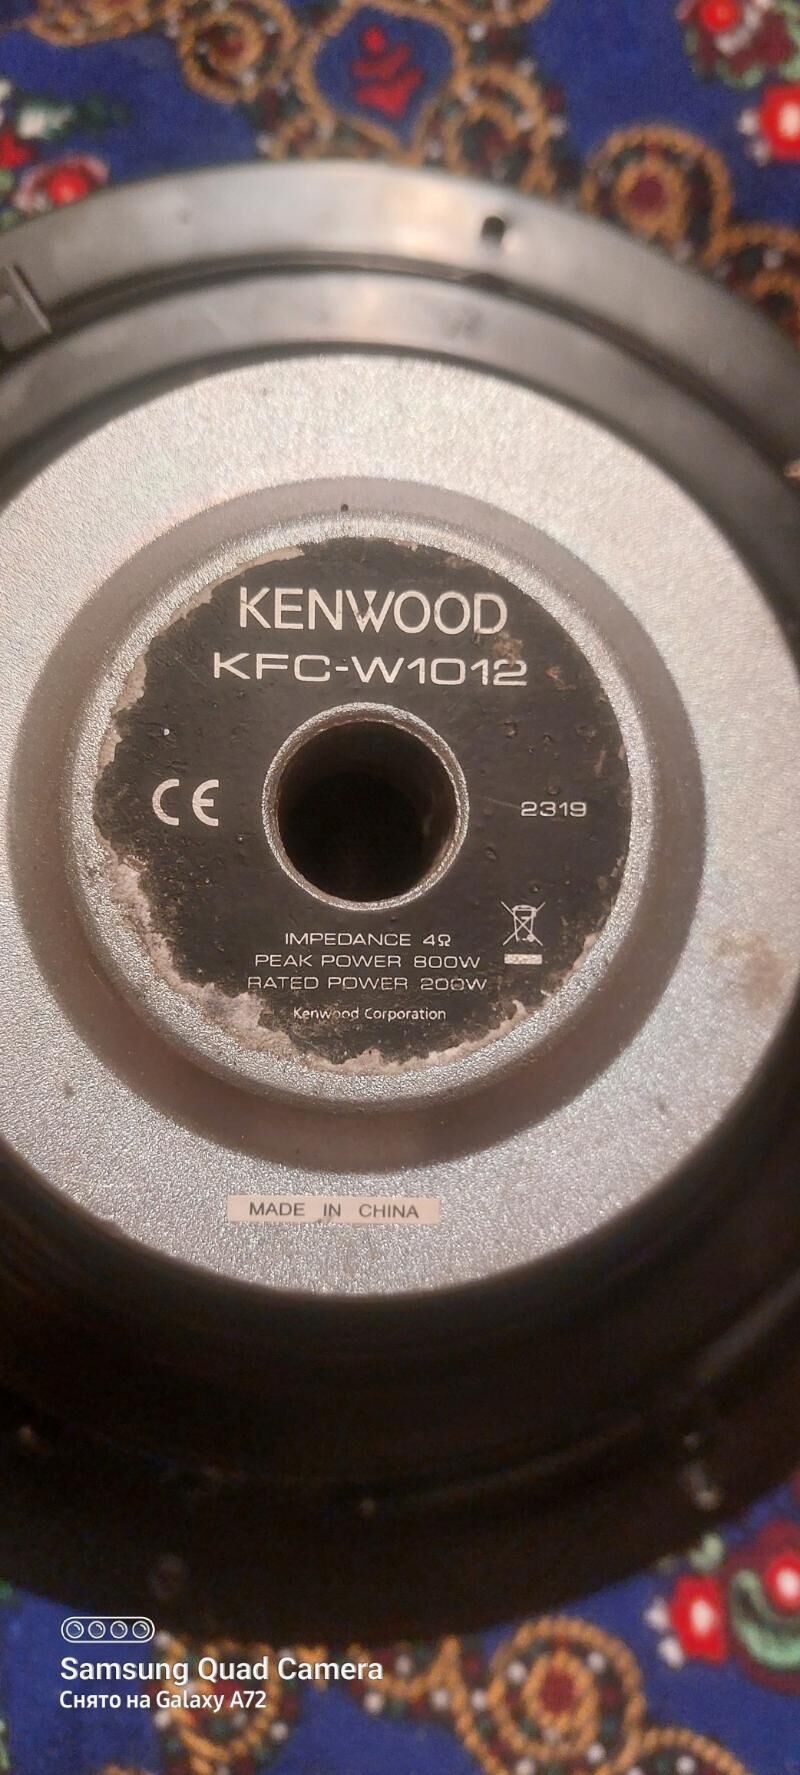 KENWOOD
KFC-W1012
CE
2319
IMPEDANCE 4Ω
PEAK POWER 800W
RATED POWER 200W
Kenwood Corporation
MADE IN CHINA
Samsung Quad Camera
Снято на Galaxy A72